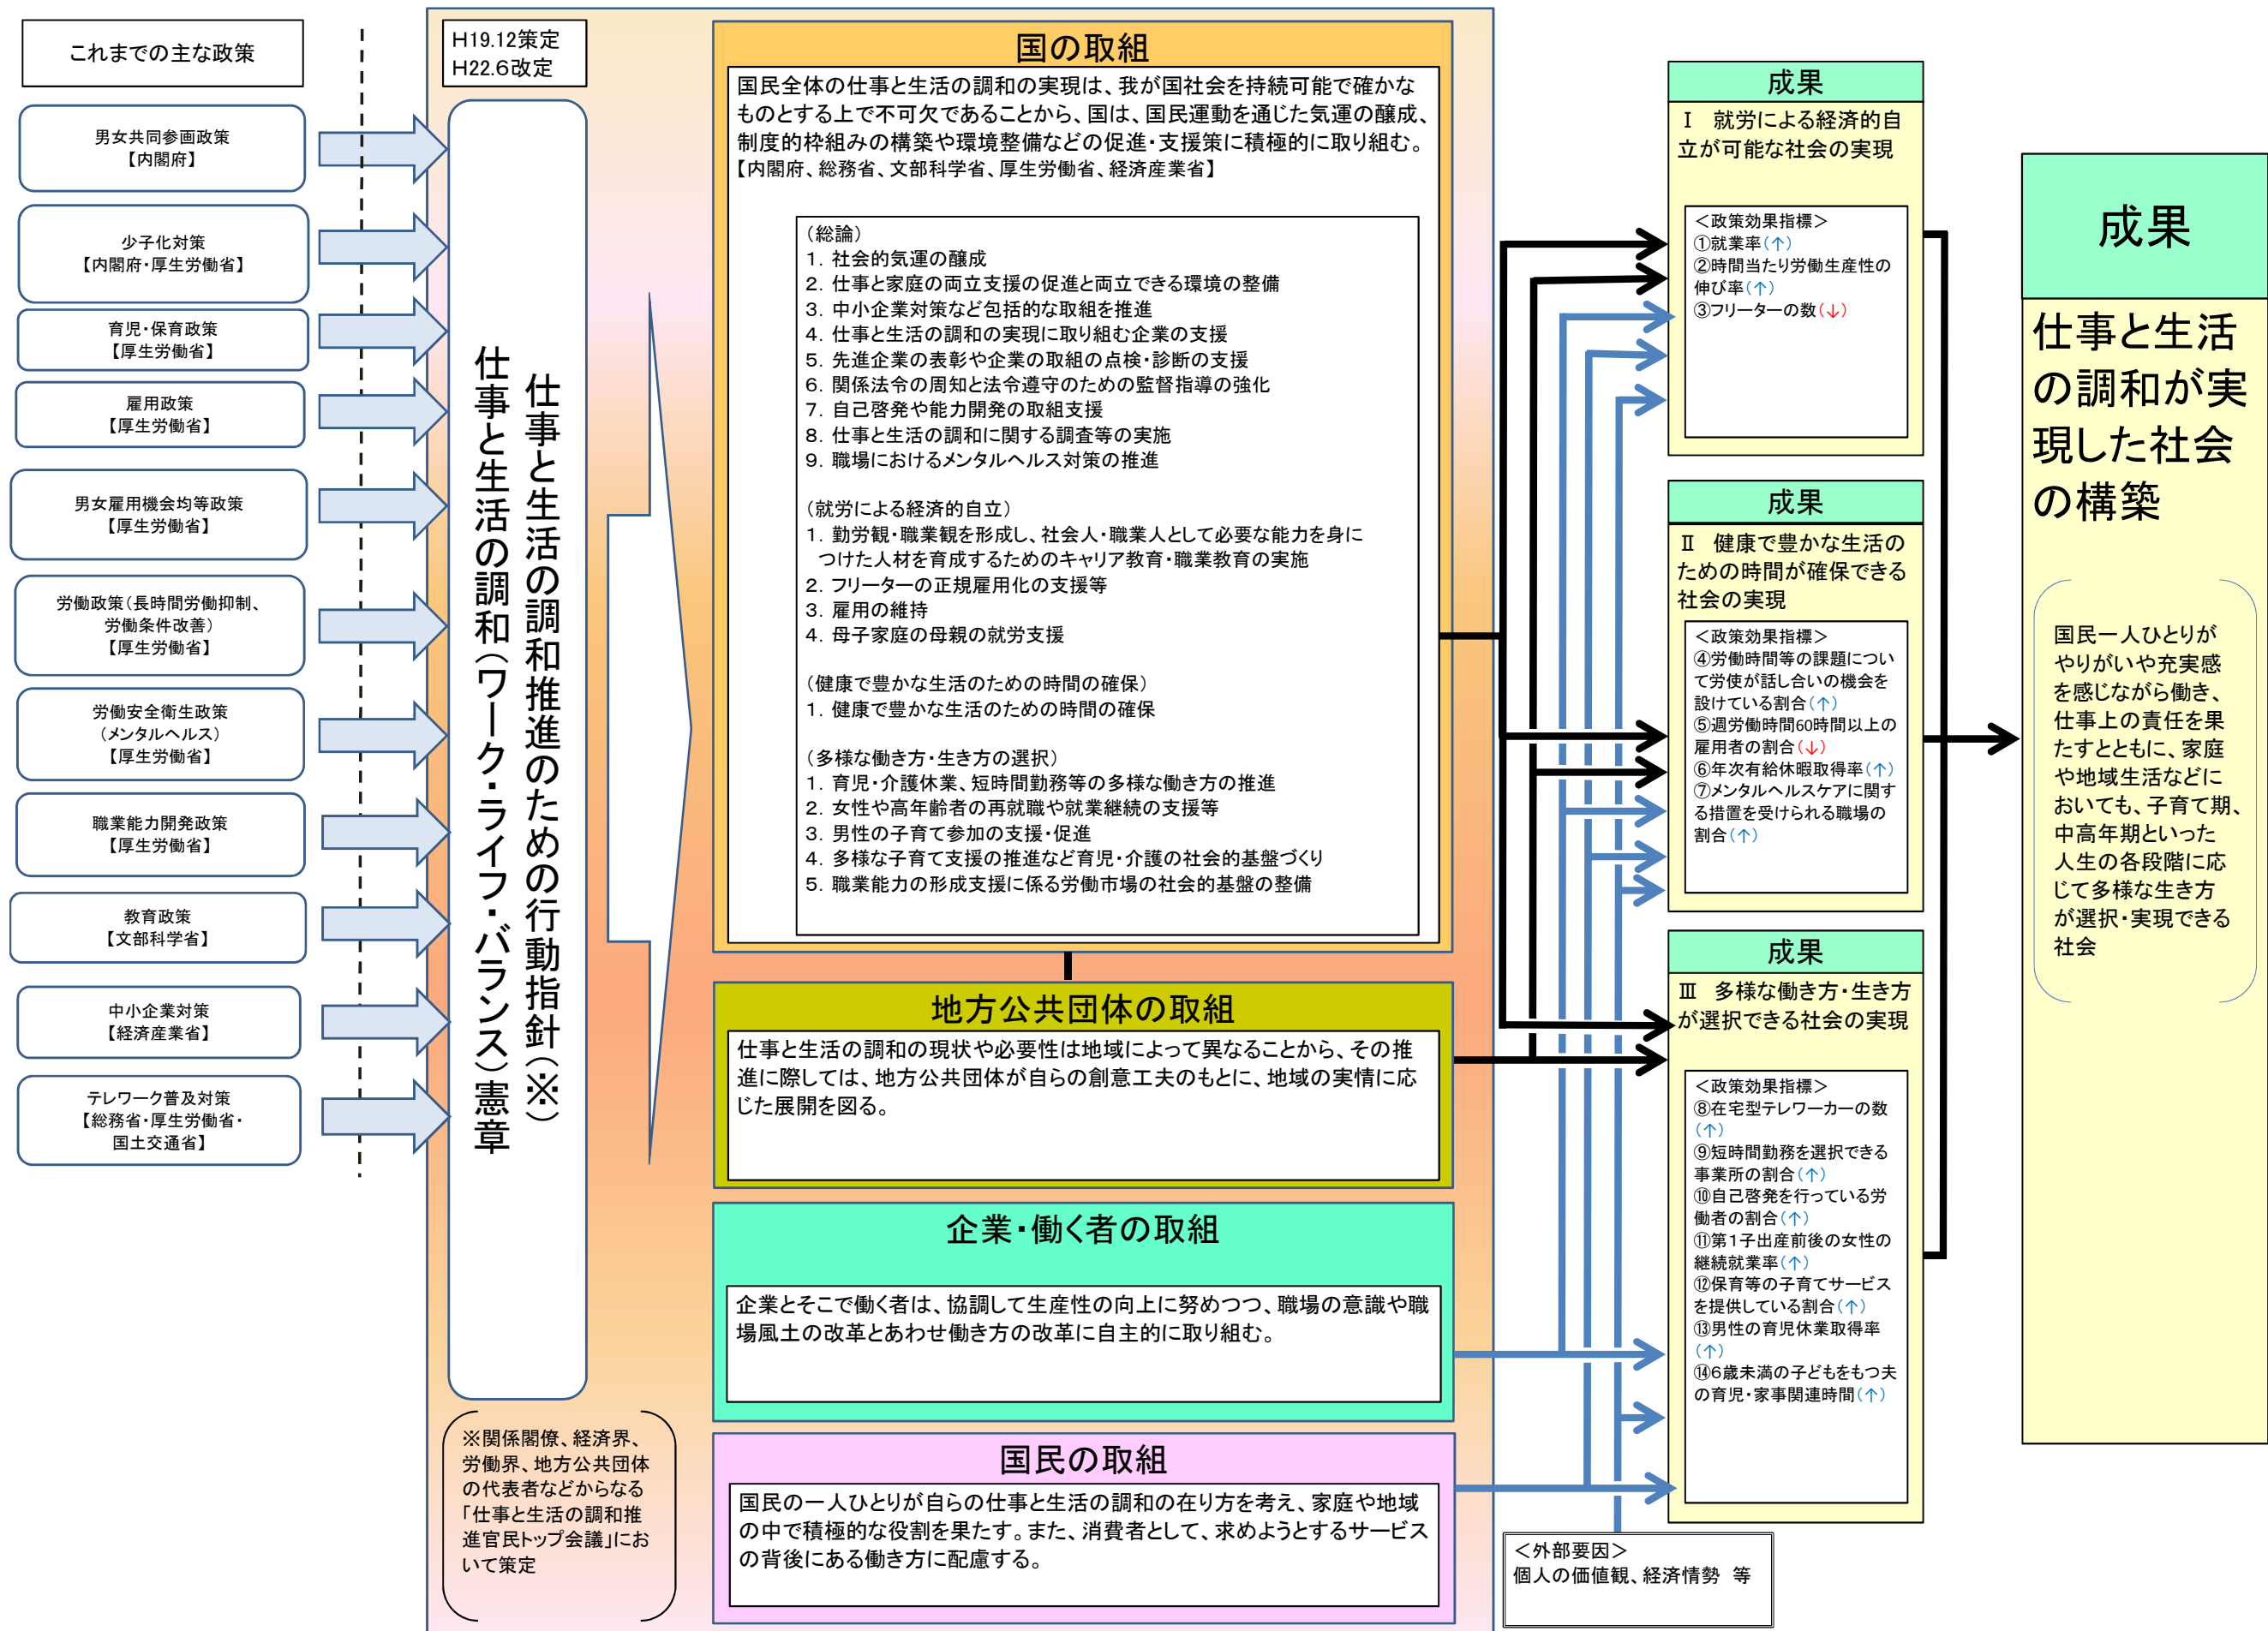 これまでの主な政策
男女共同参画政策
【内閣府】
少子化対策
【内閣府・厚生労働省】
育児・保育政策
【厚生労働省】
雇用政策
【厚生労働省】
男女雇用機会均等政策
【厚生労働省】
労働政策（長時間労働抑制、
労働条件改善）
【厚生労働省】
労働安全衛生政策
（メンタルヘルス）
【厚生労働省】
職業能力開発政策
【厚生労働省】
教育政策
【文部科学省】
中小企業対策
【経済産業省】
テレワーク普及対策
【総務省・厚生労働省・
国土交通省】
H19.12策定
H22.6改定
仕事と生活の調和推進のための行動指針（※）
仕事と生活の調和（ワーク・ライフ・バランス）憲章
※関係閣僚、経済界、
労働界、地方公共団体
の代表者などからなる
「仕事と生活の調和推
進官民トップ会議」にお
いて策定
国の取組
国民全体の仕事と生活の調和の実現は、我が国社会を持続可能で確かな
ものとする上で不可欠であることから、国は、国民運動を通じた気運の醸成、
制度的枠組みの構築や環境整備などの促進・支援策に積極的に取り組む。
【内閣府、総務省、文部科学省、厚生労働省、経済産業省】
（総論）
1. 社会的気運の醸成
2. 仕事と家庭の両立支援の促進と両立できる環境の整備
3. 中小企業対策など包括的な取組を推進
4. 仕事と生活の調和の実現に取り組む企業の支援
5. 先進企業の表彰や企業の取組の点検・診断の支援
6. 関係法令の周知と法令遵守のための監督指導の強化
7. 自己啓発や能力開発の取組支援
8. 仕事と生活の調和に関する調査等の実施
9. 職場におけるメンタルヘルス対策の推進
（就労による経済的自立）
1. 勤労観・職業観を形成し、社会人・職業人として必要な能力を身に
つけた人材を育成するためのキャリア教育・職業教育の実施
2. フリーターの正規雇用化の支援等
3. 雇用の維持
4. 母子家庭の母親の就労支援
（健康で豊かな生活のための時間の確保）
1. 健康で豊かな生活のための時間の確保
（多様な働き方・生き方の選択）
1. 育児・介護休業、短時間勤務等の多様な働き方の推進
2. 女性や高年齢者の再就職や就業継続の支援等
3. 男性の子育て参加の支援・促進
4. 多様な子育て支援の推進など育児・介護の社会的基盤づくり
5. 職業能力の形成支援に係る労働市場の社会的基盤の整備
地方公共団体の取組
仕事と生活の調和の現状や必要性は地域によって異なることから、その推
進に際しては、地方公共団体が自らの創意工夫のもとに、地域の実情に応
じた展開を図る。
企業・働く者の取組
企業とそこで働く者は、協調して生産性の向上に努めつつ、職場の意識や職
場風土の改革とあわせ働き方の改革に自主的に取り組む。
国民の取組
国民の一人ひとりが自らの仕事と生活の調和の在り方を考え、家庭や地域
の中で積極的な役割を果たす。また、消費者として、求めようとするサービス
の背後にある働き方に配慮する。
成果
Ⅰ 就労による経済的自
立が可能な社会の実現
＜政策効果指標＞
①就業率（↑）
②時間当たり労働生産性の
伸び率（↑）
③フリーターの数（↓）
成果
Ⅱ 健康で豊かな生活の
ための時間が確保できる
社会の実現
＜政策効果指標＞
④労働時間等の課題につい
て労使が話し合いの機会を
設けている割合（↑）
⑤週労働時間60時間以上の
雇用者の割合（↓）
⑥年次有給休暇取得率（↑）
⑦メンタルヘルスケアに関す
る措置を受けられる職場の
割合（↑）
成果
Ⅲ 多様な働き方・生き方
が選択できる社会の実現
＜政策効果指標＞
⑧在宅型テレワーカーの数
（↑）
⑨短時間勤務を選択できる
事業所の割合（↑）
⑩自己啓発を行っている労
働者の割合（↑）
⑪第1子出産前後の女性の
継続就業率（↑）
⑫保育等の子育てサービス
を提供している割合（↑）
⑬男性の育児休業取得率
（↑）
⑭6歳未満の子どもをもつ夫
の育児・家事関連時間（↑）
＜外部要因＞
個人の価値観、経済情勢 等
成果
仕事と生活
の調和が実
現した社会
の構築
国民一人ひとりが
やりがいや充実感
を感じながら働き、
仕事上の責任を果
たすとともに、家庭
や地域生活などに
おいても、子育て期、
中高年期といった
人生の各段階に応
じて多様な生き方
が選択・実現できる
社会